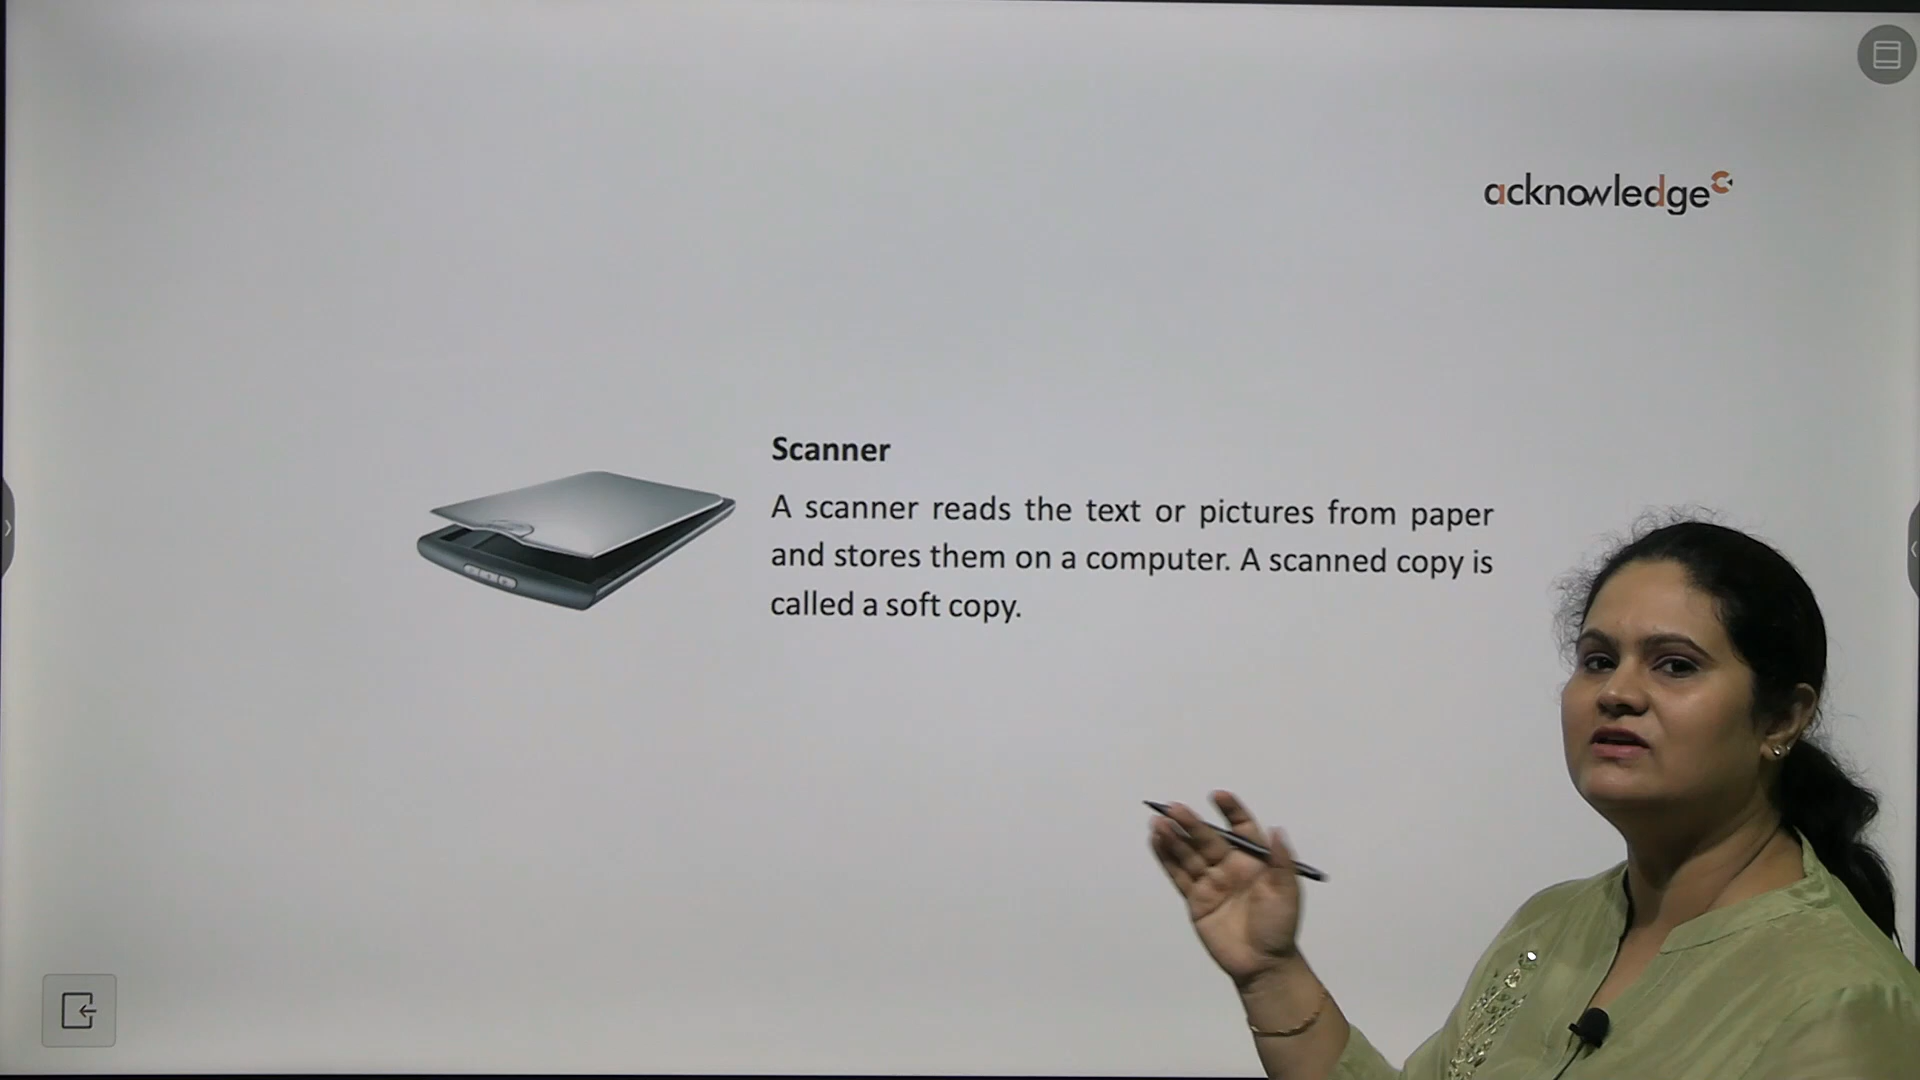 acknowledge
Scanner
A scanner reads the text or pictures from paper
and stores them on a computer. A scanned copy is
called a soft copy.